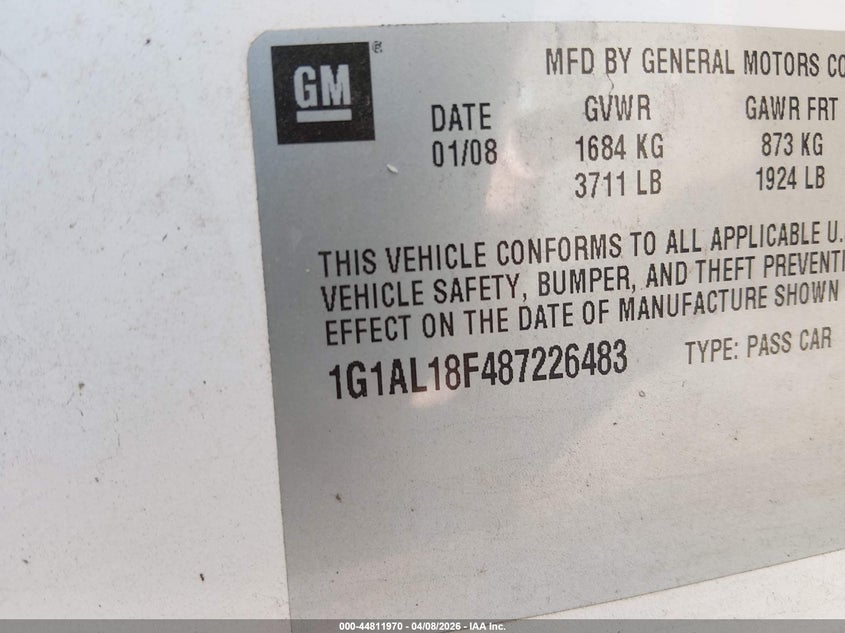 GM®
MFD BY GENERAL MOTORS CO
DATE GVWR GAWR FRT
01/08 1684 KG 873 KG
3711 LB 1924 LB
THIS VEHICLE CONFORMS TO ALL APPLICABLE U.
VEHICLE SAFETY, BUMPER, AND THEFT PREVENTI
EFFECT ON THE DATE OF MANUFACTURE SHOWN
1G1AL18F487226483 TYPE: PASS CAR
000-44811970 - 04/08/2026 - IAA Inc.